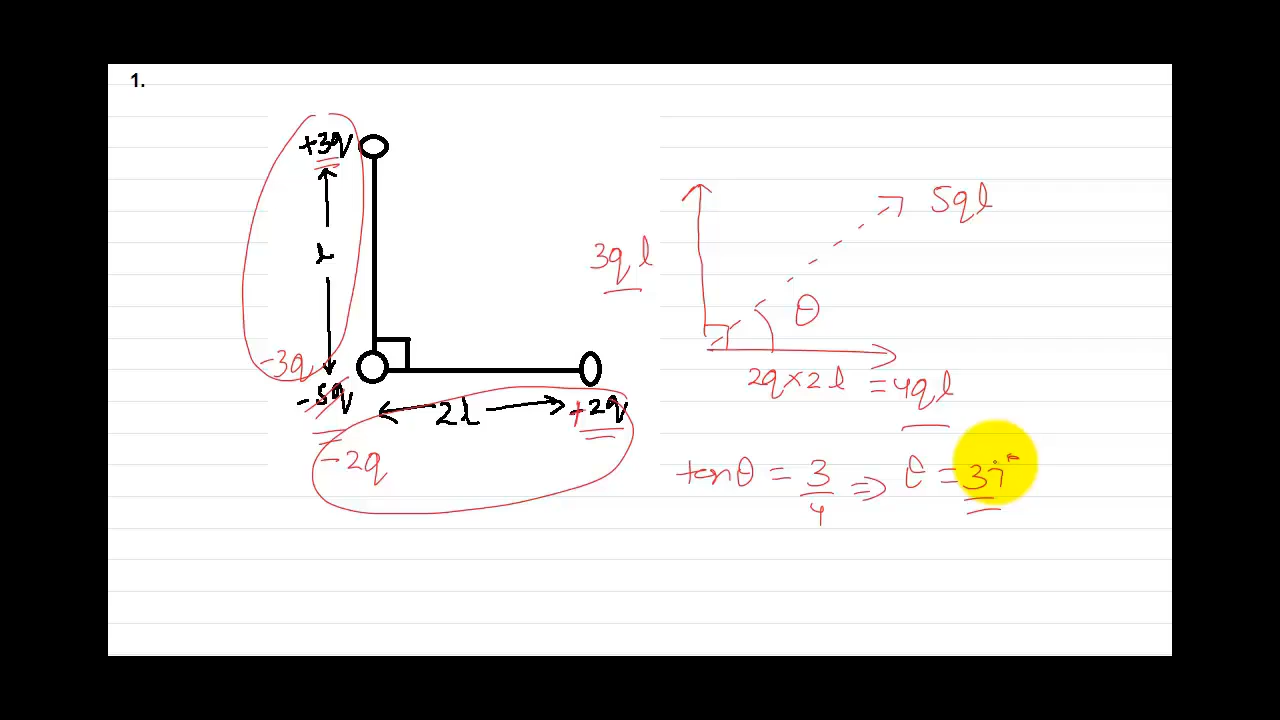 1.
+3q
l
3ql
5ql
θ
-3q
-5q
2l
+2q
-2q
2q×2l = 4ql
tanθ = 3/4 ⇒ θ = 37°